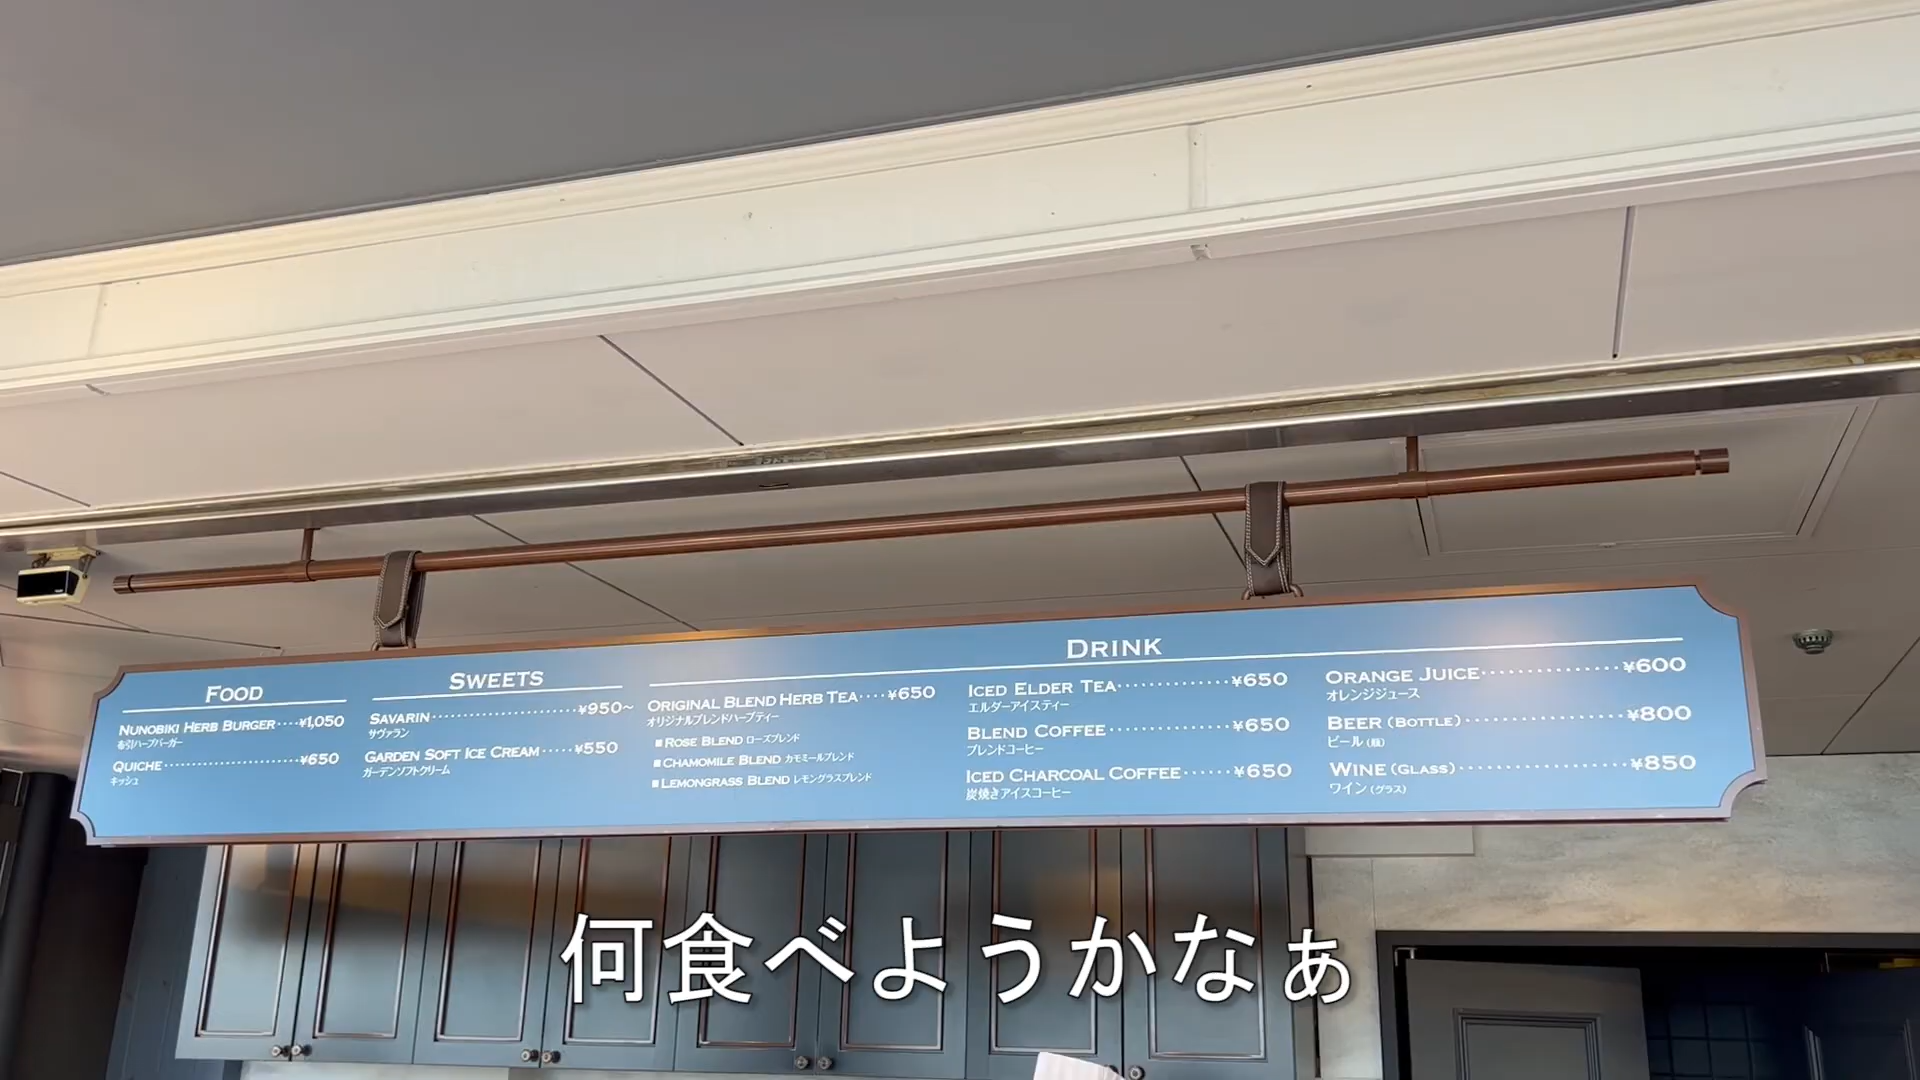 FOOD
NUNOBIKI HERB BURGER····¥1,050
布引ハーブバーガー
QUICHE························¥650
キッシュ
SWEETS
SAVARIN························¥950~
サヴァラン
GARDEN SOFT ICE CREAM·····¥550
ガーデンソフトクリーム
DRINK
ORIGINAL BLEND HERB TEA····¥650
オリジナルブレンドハーブティー
■ROSE BLEND ローズブレンド
■CHAMOMILE BLEND カモミールブレンド
■LEMONGRASS BLEND レモングラスブレンド
ICED ELDER TEA·············¥650
エルダーアイスティー
BLEND COFFEE··············¥650
ブレンドコーヒー
ICED CHARCOAL COFFEE······¥650
炭焼きアイスコーヒー
ORANGE JUICE················¥600
オレンジジュース
BEER (BOTTLE)·················¥800
ビール (瓶)
WINE (GLASS)··················¥850
ワイン (グラス)
何食べようかなぁ